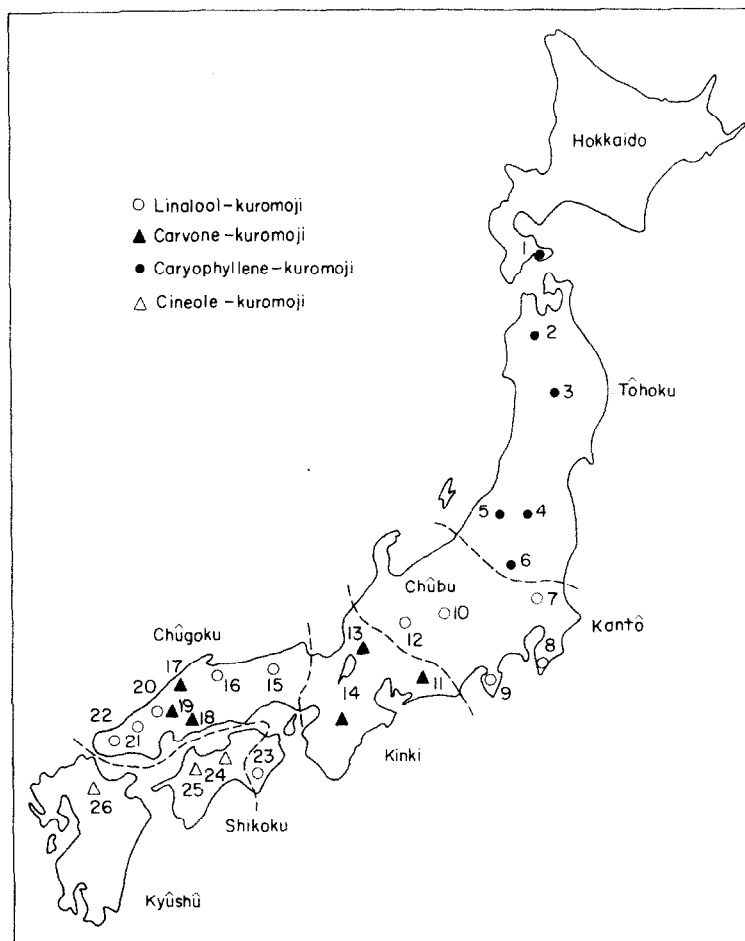 Hokkaido
○ Linalool-kuromoji
▲ Carvone-kuromoji
● Caryophyllene-kuromoji
△ Cineole-kuromoji
1
2
3
Tôhoku
5
4
6
Chûbu
7
10
Kantô
12
Chûgoku
13
8
17
11
9
16
15
20
14
19
18
22
21
Kinki
23
24
25
26
Shikoku
Kyûshû